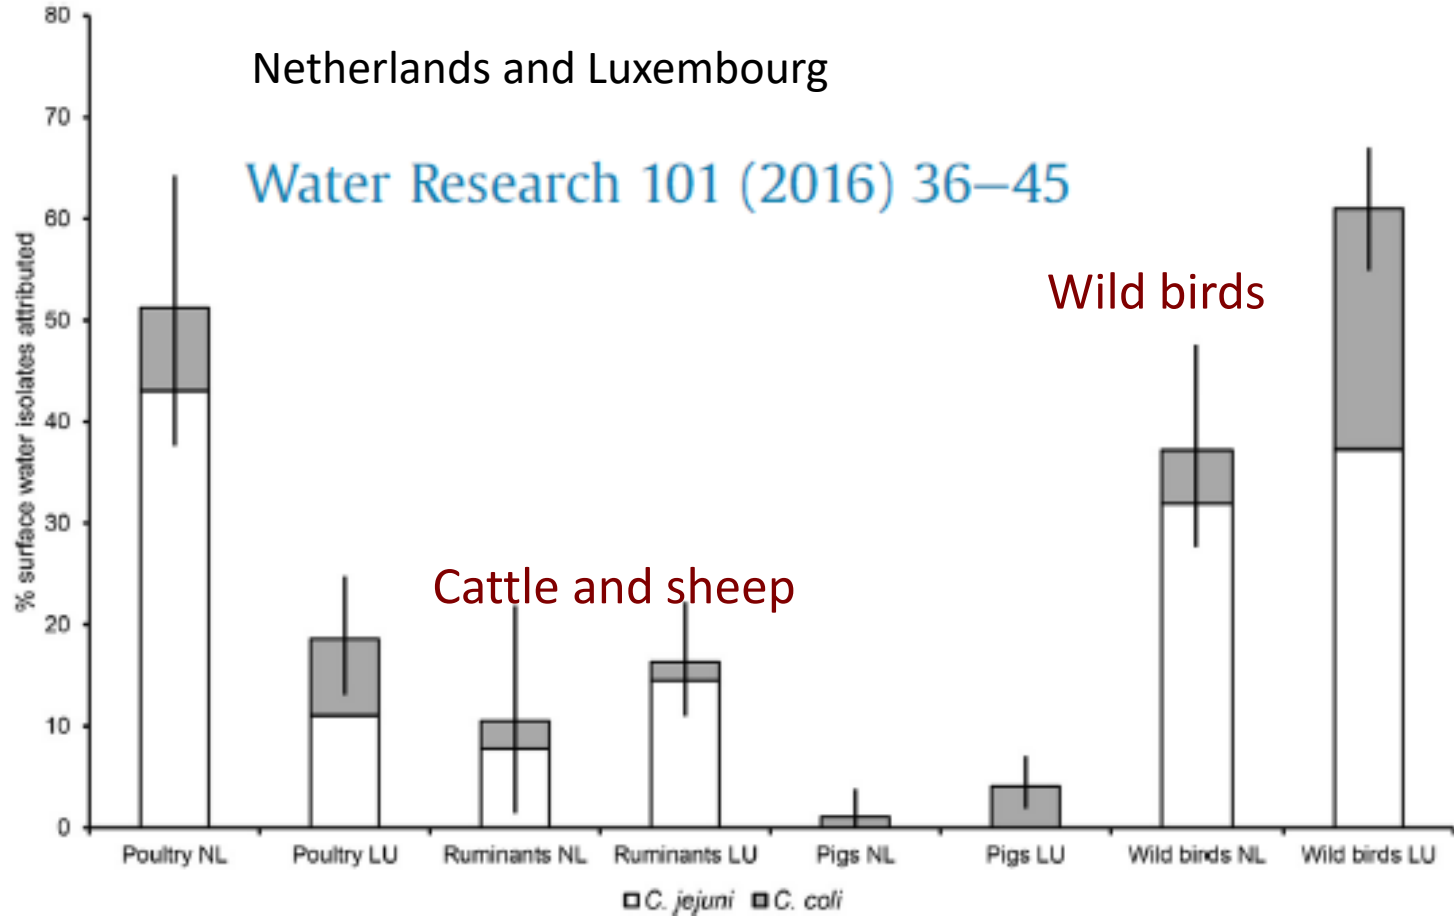 80
Netherlands and Luxembourg
70
Water Research 101 (2016) 36–45
60
Wild birds
50
40
30
Cattle and sheep
20
10
0
% surface water isolates attributed
Poultry NL Poultry LU Ruminants NL Ruminants LU Pigs NL Pigs LU Wild birds NL Wild birds LU
C. jejuni C. coli